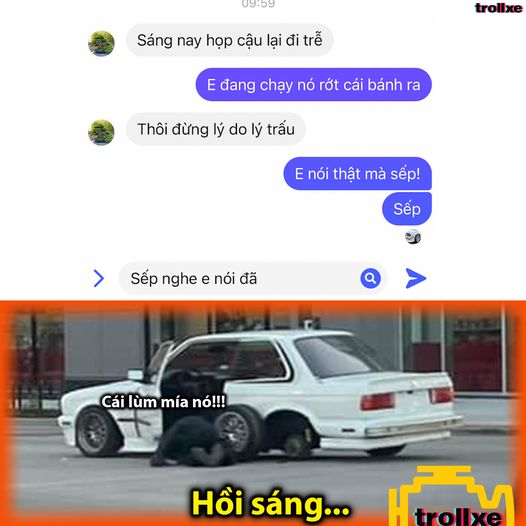 09:59
trollxe
Sáng nay họp cậu lại đi trễ
E đang chạy nó rớt cái bánh ra
Thôi đừng lý do lý trấu
E nói thật mà sếp!
Sếp
Sếp nghe e nói đã
Cái lùm mía nó!!!
Hồi sáng...
trollxe